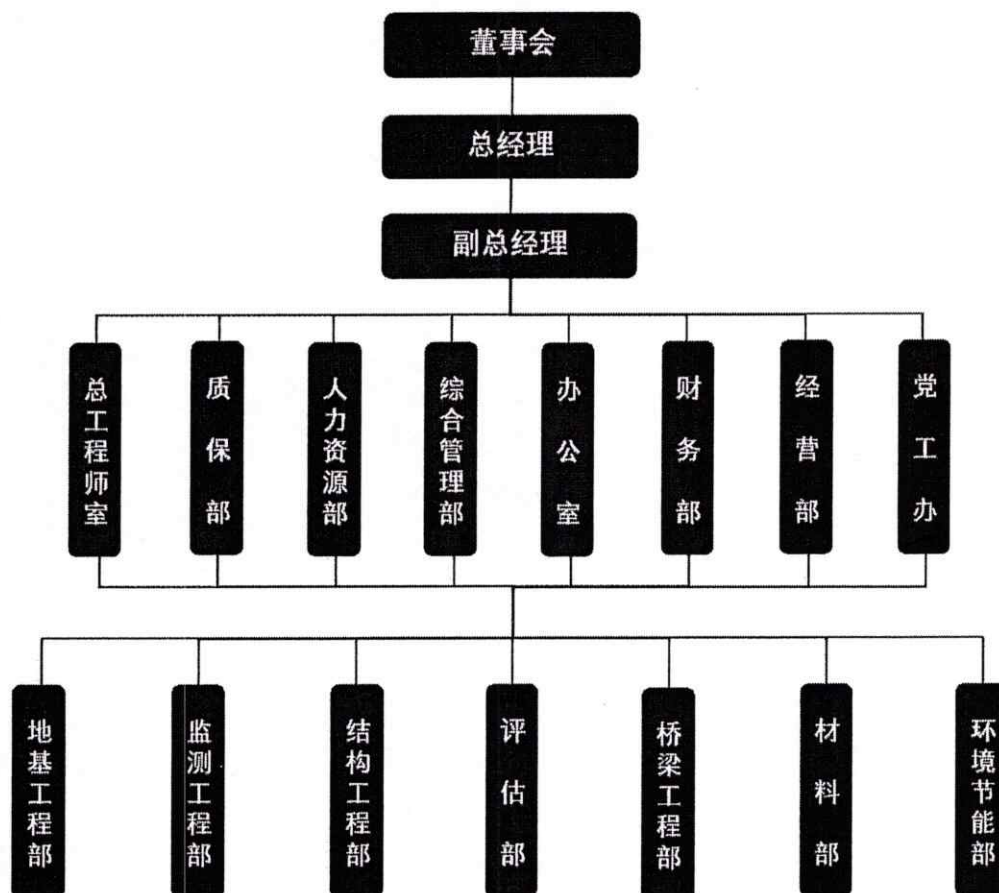 董事会
总经理
副总经理
总工程师室
质保部
人力资源部
综合管理部
办公室
财务部
经营部
党工办
地基工程部
监测工程部
结构工程部
评估部
桥梁工程部
材料部
环境节能部